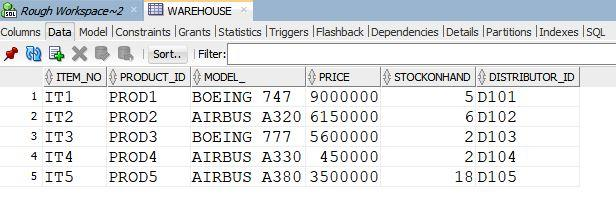 Rough Workspace~2 WAREHOUSE
Columns Data Model Constraints Grants Statistics Triggers Flashback Dependencies Details Partitions Indexes SQL
Sort.. Filter:
ITEM_NO PRODUCT_ID MODEL_ PRICE STOCKONHAND DISTRIBUTOR_ID
1 IT1 PROD1 BOEING 747 9000000 5 D101
2 IT2 PROD2 AIRBUS A320 6150000 6 D102
3 IT3 PROD3 BOEING 777 5600000 2 D103
4 IT4 PROD4 AIRBUS A330 450000 2 D104
5 IT5 PROD5 AIRBUS A380 3500000 18 D105